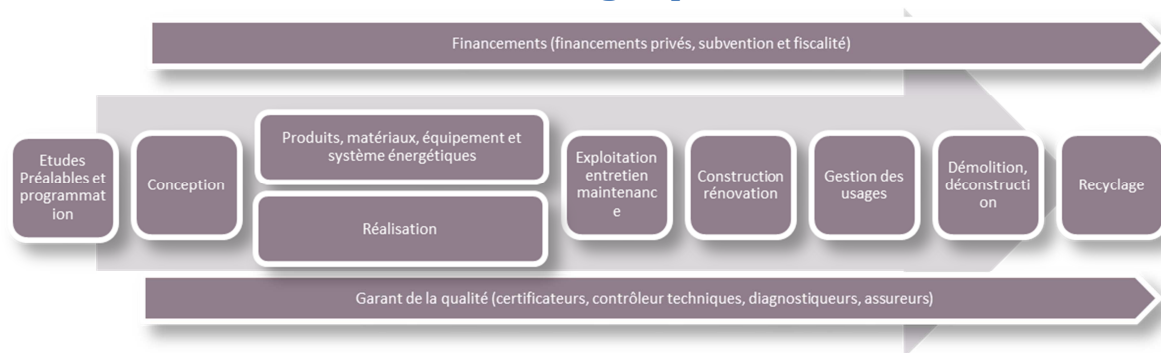 Financements (financements privés, subvention et fiscalité)
Etudes
Préalables et
programmat
ion
Conception
Produits, matériaux, équipement et
système énergétiques
Réalisation
Exploitation
entretien
maintenanc
e
Construction
rénovation
Gestion des
usages
Démolition,
déconstructi
on
Recyclage
Garant de la qualité (certificateurs, contrôleur techniques, diagnostiqueurs, assureurs)